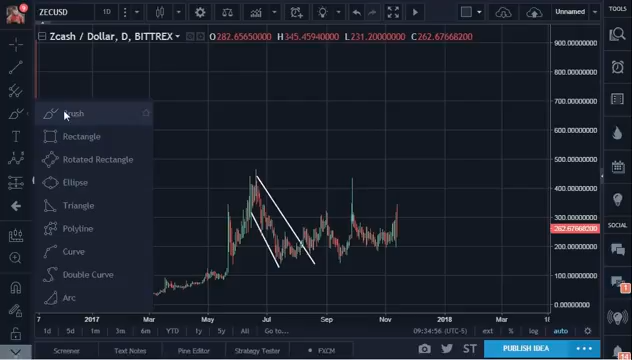 ZECUSD 1D Unnamed TOOLS
Zcash / Dollar, D, BITTREX O282.65650000 H345.45940000 L231.20000000 C262.67668200
900.00000000
800.00000000
700.00000000
600.00000000
500.00000000
400.00000000
300.00000000
262.67668200
200.00000000
100.00000000
0.00000000
Brush
Rectangle
Rotated Rectangle
Ellipse
Triangle
Polyline
Curve
Double Curve
Arc
T
7 2017 Mar May Jul Sep Nov 2018 Mar
1d 5d 1m 3m 6m YTD 1y 5y All Go to... 09:34:56 (UTC-5) ext % log auto
Screener Text Notes Pine Editor Strategy Tester FXCM ST PUBLISH IDEA
1